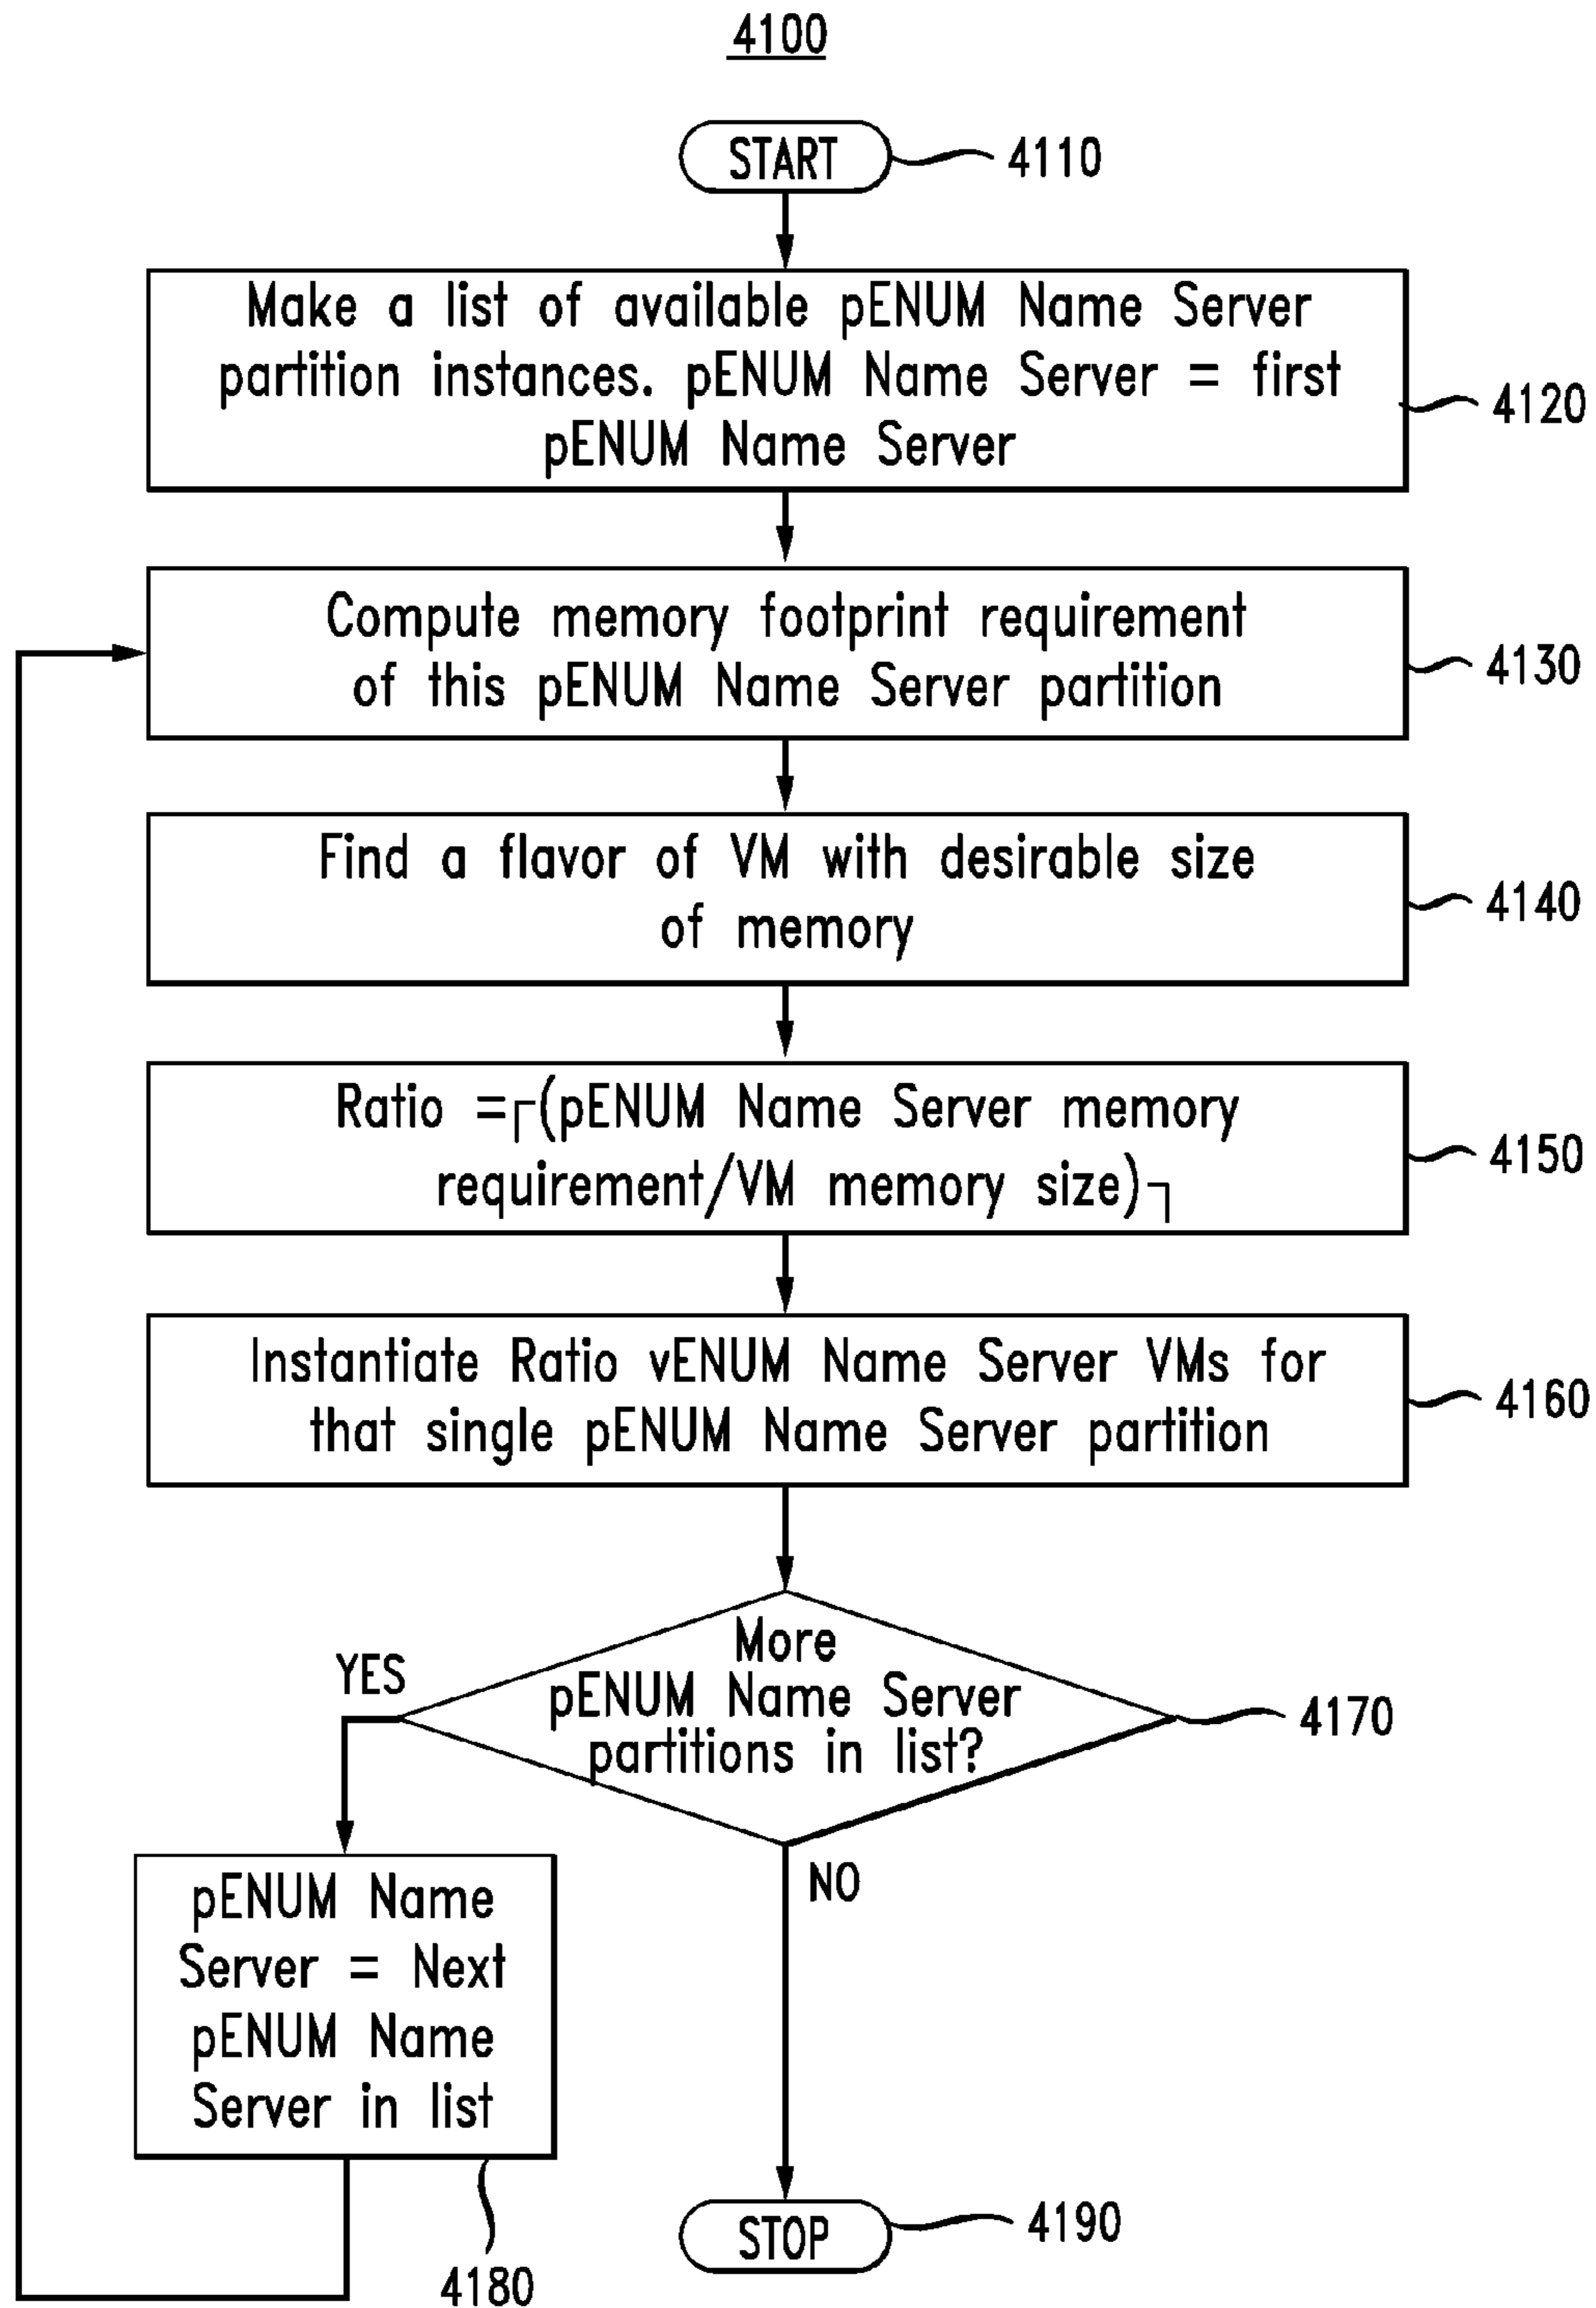 4100
START
4110
Make a list of available pENUM Name Server
partition instances. pENUM Name Server = first
pENUM Name Server
4120
Compute memory footprint requirement
of this pENUM Name Server partition
4130
Find a flavor of VM with desirable size
of memory
4140
Ratio =┌(pENUM Name Server memory
requirement/VM memory size)┐
4150
Instantiate Ratio vENUM Name Server VMs for
that single pENUM Name Server partition
4160
More
pENUM Name Server
partitions in list?
4170
YES
NO
pENUM Name
Server = Next
pENUM Name
Server in list
4180
STOP
4190